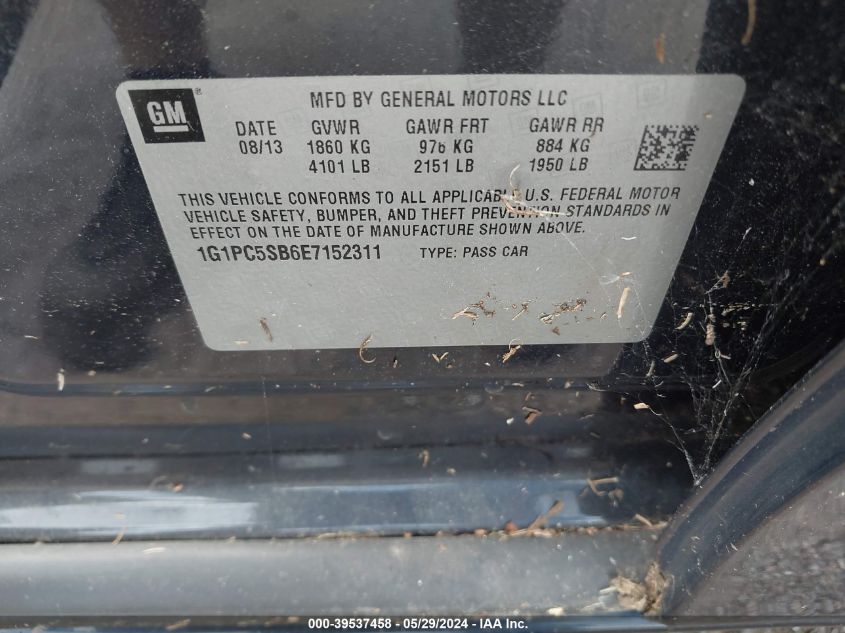 GM ®
MFD BY GENERAL MOTORS LLC
DATE GVWR GAWR FRT GAWR RR
08/13 1860 KG 976 KG 884 KG
4101 LB 2151 LB 1950 LB
THIS VEHICLE CONFORMS TO ALL APPLICABLE U.S. FEDERAL MOTOR
VEHICLE SAFETY, BUMPER, AND THEFT PREVENTION STANDARDS IN
EFFECT ON THE DATE OF MANUFACTURE SHOWN ABOVE.
1G1PC5SB6E7152311 TYPE: PASS CAR
000-39537458 - 05/29/2024 - IAA Inc.